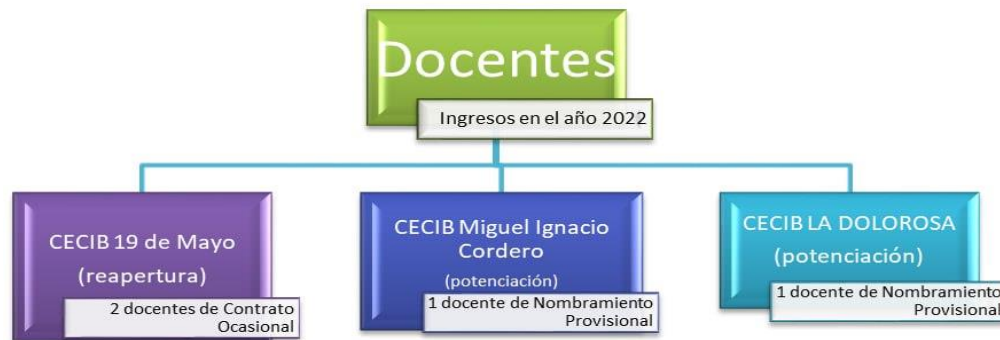 Docentes
Ingresos en el año 2022
CECIB 19 de Mayo
(reapertura)
2 docentes de Contrato
Ocasional
CECIB Miguel Ignacio
Cordero
(potenciación)
1 docente de Nombramiento
Provisional
CECIB LA DOLOROSA
(potenciación)
1 docente de Nombramiento
Provisional